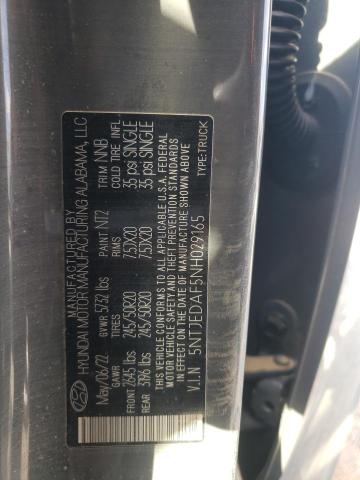 MANUFACTURED BY
HYUNDAI MOTOR MANUFACTURING ALABAMA, LLC
May/06/22 GVWR 5732 lbs PAINT NT2 TRIM NNB
GAWR TIRES RIMS COLD TIRE INFL.
FRONT 2645 lbs 245/50R20 7.5JX20 35 psi SINGLE
REAR 3196 lbs 245/50R20 7.5JX20 35 psi SINGLE
THIS VEHICLE CONFORMS TO ALL APPLICABLE U.S.A. FEDERAL
MOTOR VEHICLE SAFETY AND THEFT PREVENTION STANDARDS
IN EFFECT ON THE DATE OF MANUFACTURE SHOWN ABOVE.
V.I.N 5NTJEDAF5NH029165 TYPE:TRUCK